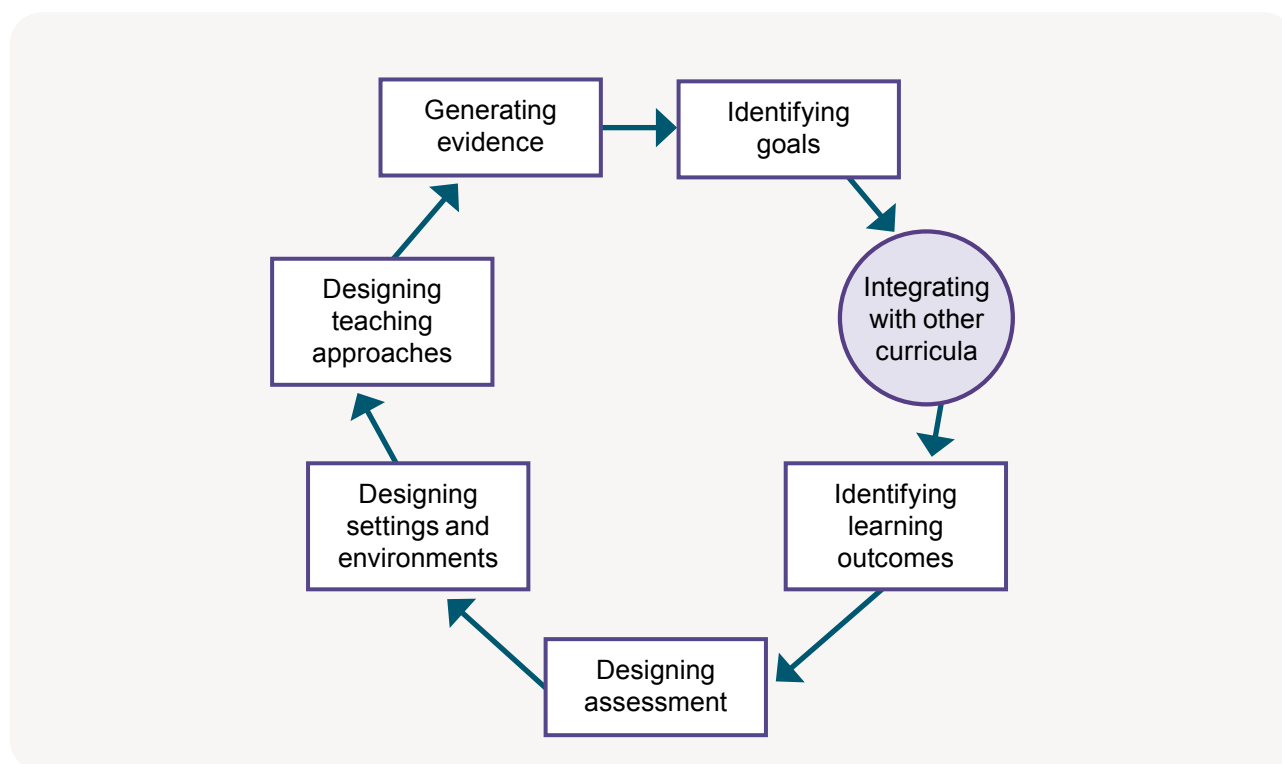 Generating
evidence
Identifying
goals
Integrating
with other
curricula
Identifying
learning
outcomes
Designing
assessment
Designing
settings and
environments
Designing
teaching
approaches